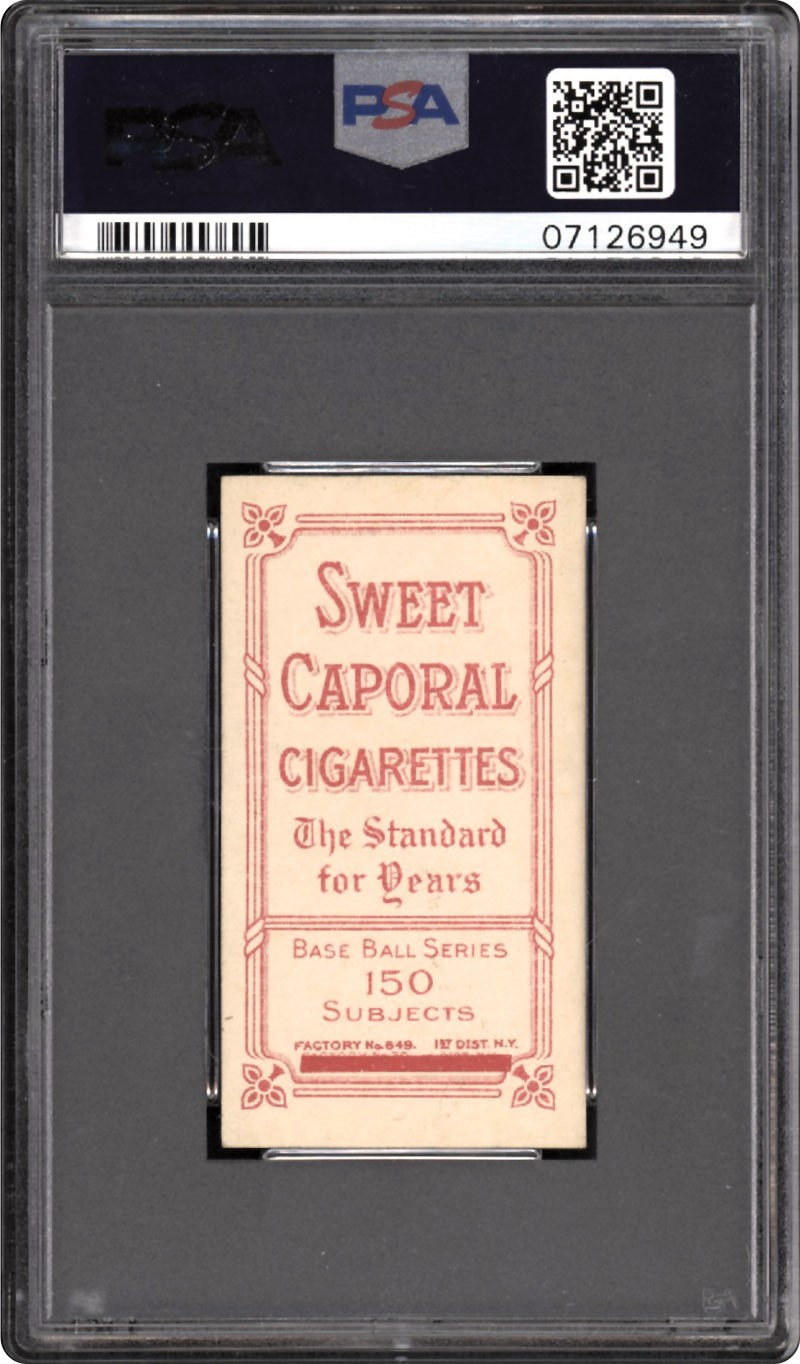 PSA
PSA
07126949
SWEET
CAPORAL
CIGARETTES
The Standard
for Years
BASE BALL SERIES
150
SUBJECTS
FACTORY No. 649. 1ST DIST. N.Y.
PSA